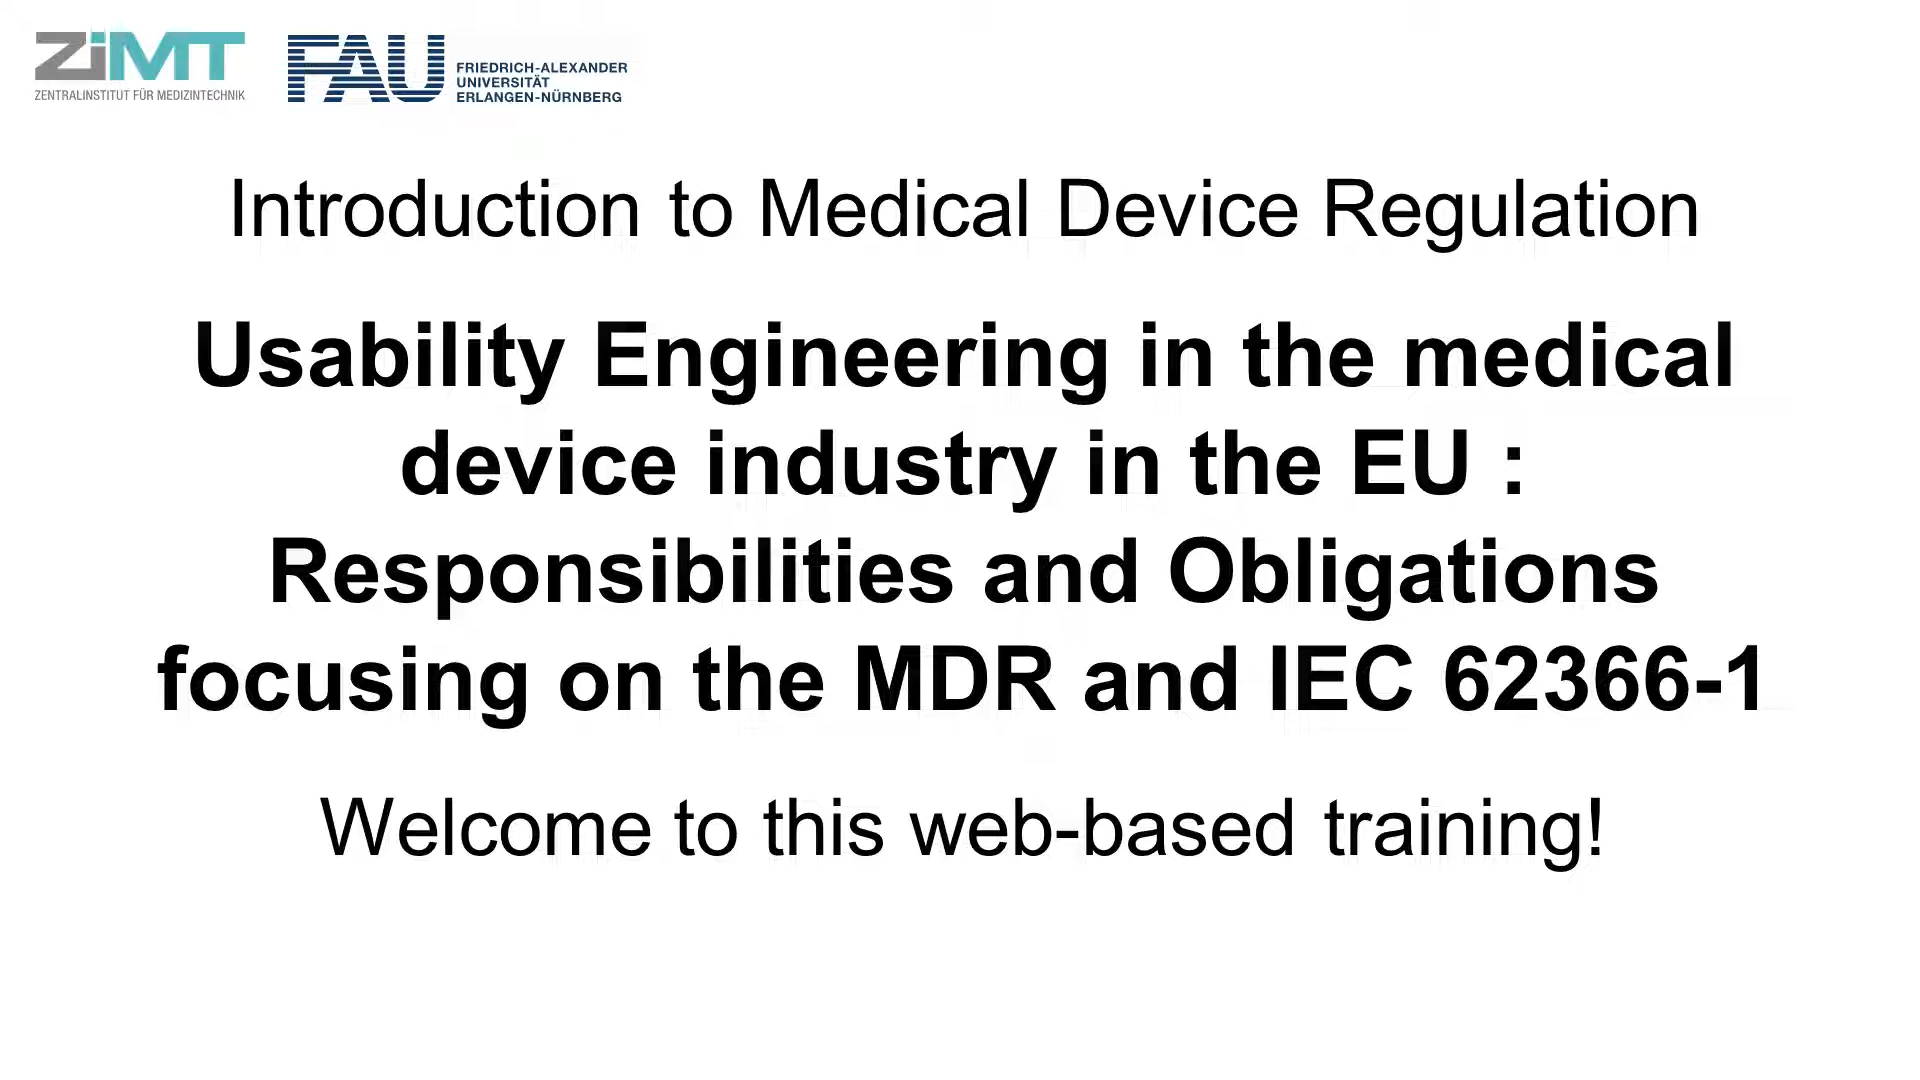 ZiMT
ZENTRALINSTITUT FÜR MEDIZINTECHNIK
FAU
FRIEDRICH-ALEXANDER
UNIVERSITÄT
ERLANGEN-NÜRNBERG
Introduction to Medical Device Regulation
Usability Engineering in the medical
device industry in the EU :
Responsibilities and Obligations
focusing on the MDR and IEC 62366-1
Welcome to this web-based training!